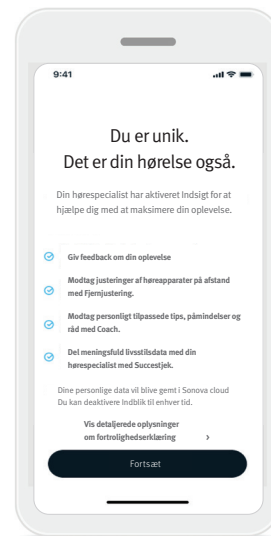 9:41
Du er unik.
Det er din hørelse også.
Din hørespecialist har aktiveret Indsigt for at
hjælpe dig med at maksimere din oplevelse.
Giv feedback om din oplevelse
Modtag justeringer af høreapparater på afstand
med Fjernjustering.
Modtag personligt tilpassede tips, påmindelser og
råd med Coach.
Del meningsfuld livsstilsdata med din
hørespecialist med Succestjek.
Dine personlige data vil blive gemt i Sonova cloud
Du kan deaktivere Indblik til enhver tid.
Vis detaljerede oplysninger
om fortrolighedserklæring
Fortsæt